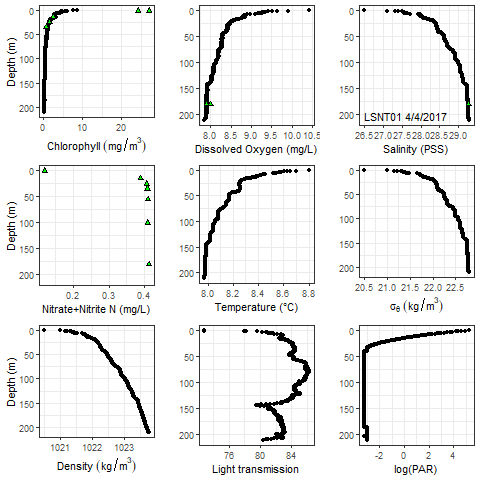 0
50
100
150
200
Depth (m)
0 10 20
Chlorophyll (mg/m³)
0
50
100
150
200
8.0 8.5 9.0 9.5 10.0 10.5
Dissolved Oxygen (mg/L)
0
50
100
150
200
LSNT01 4/4/2017
26.5 27.0 27.5 28.0 28.5 29.0
Salinity (PSS)
0
50
100
150
200
Depth (m)
0.2 0.3 0.4
Nitrate+Nitrite N (mg/L)
0
50
100
150
200
8.0 8.2 8.4 8.6 8.8
Temperature (°C)
0
50
100
150
200
20.5 21.0 21.5 22.0 22.5
σθ (kg/m³)
0
50
100
150
200
Depth (m)
1021 1022 1023
Density (kg/m³)
0
50
100
150
200
76 80 84
Light transmission
0
50
100
150
200
-2 0 2 4
log(PAR)